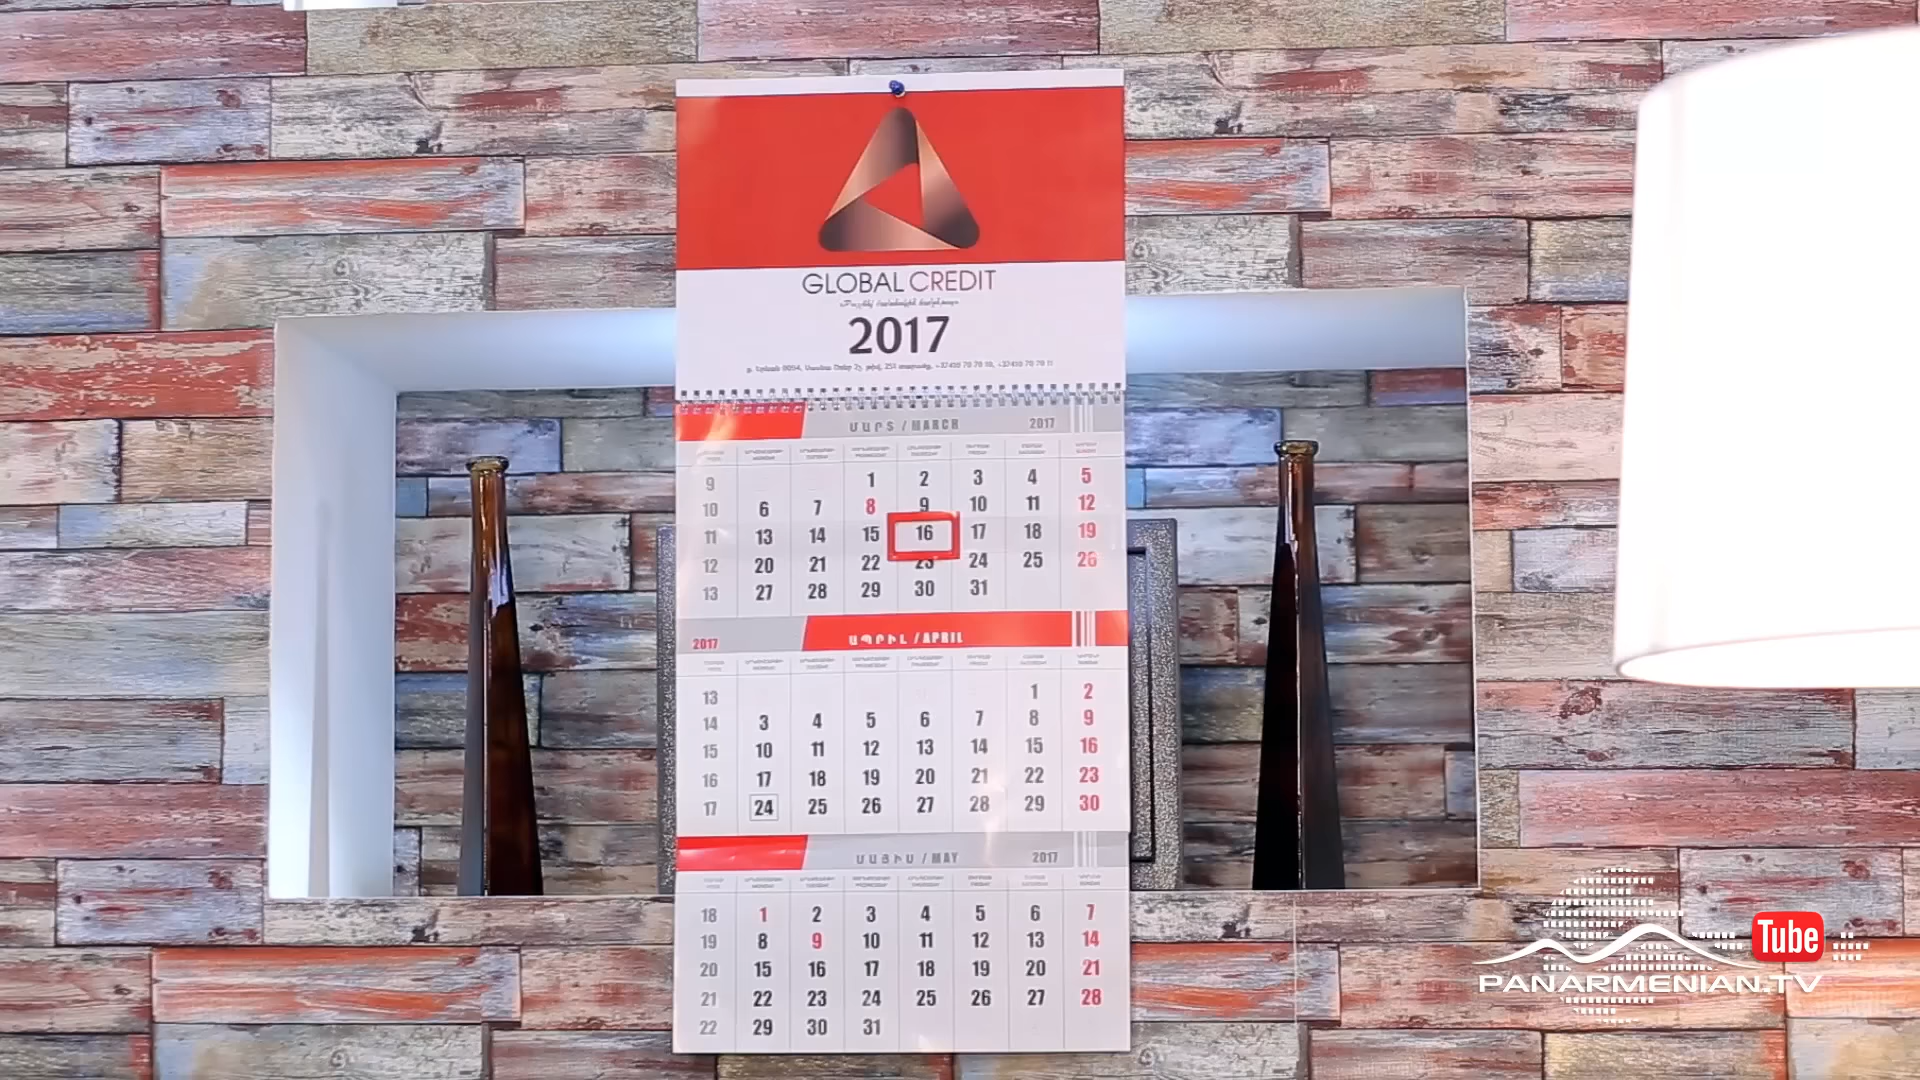 GLOBAL CREDIT
2017
ՄԱՐՏ / MARCH 2017
9 1 2 3 4 5
10 6 7 8 9 10 11 12
11 13 14 15 16 17 18 19
12 20 21 22 23 24 25 26
13 27 28 29 30 31
2017 ԱՊՐԻԼ / APRIL
13 1 2
14 3 4 5 6 7 8 9
15 10 11 12 13 14 15 16
16 17 18 19 20 21 22 23
17 24 25 26 27 28 29 30
ՄԱՅԻՍ / MAY 2017
18 1 2 3 4 5 6 7
19 8 9 10 11 12 13 14
20 15 16 17 18 19 20 21
21 22 23 24 25 26 27 28
22 29 30 31
Tube
PANARMENIAN.TV